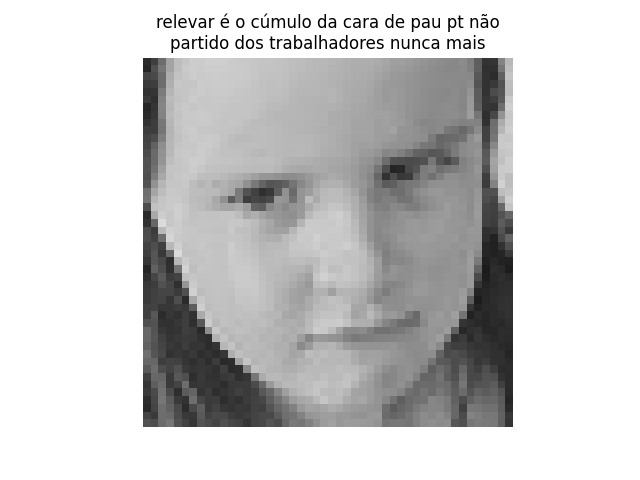 relevar é o cúmulo da cara de pau pt não
partido dos trabalhadores nunca mais